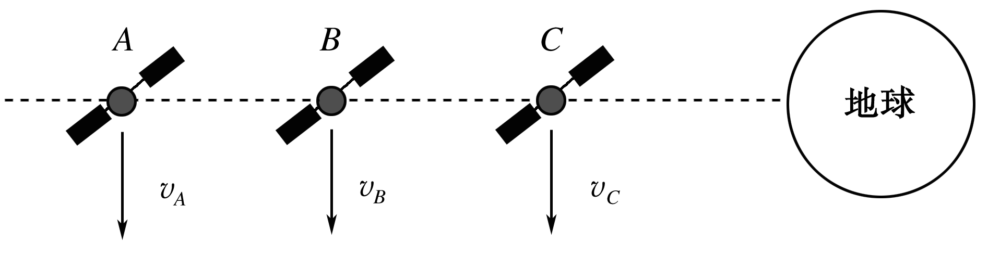 A B C
地球
v_A v_B v_C